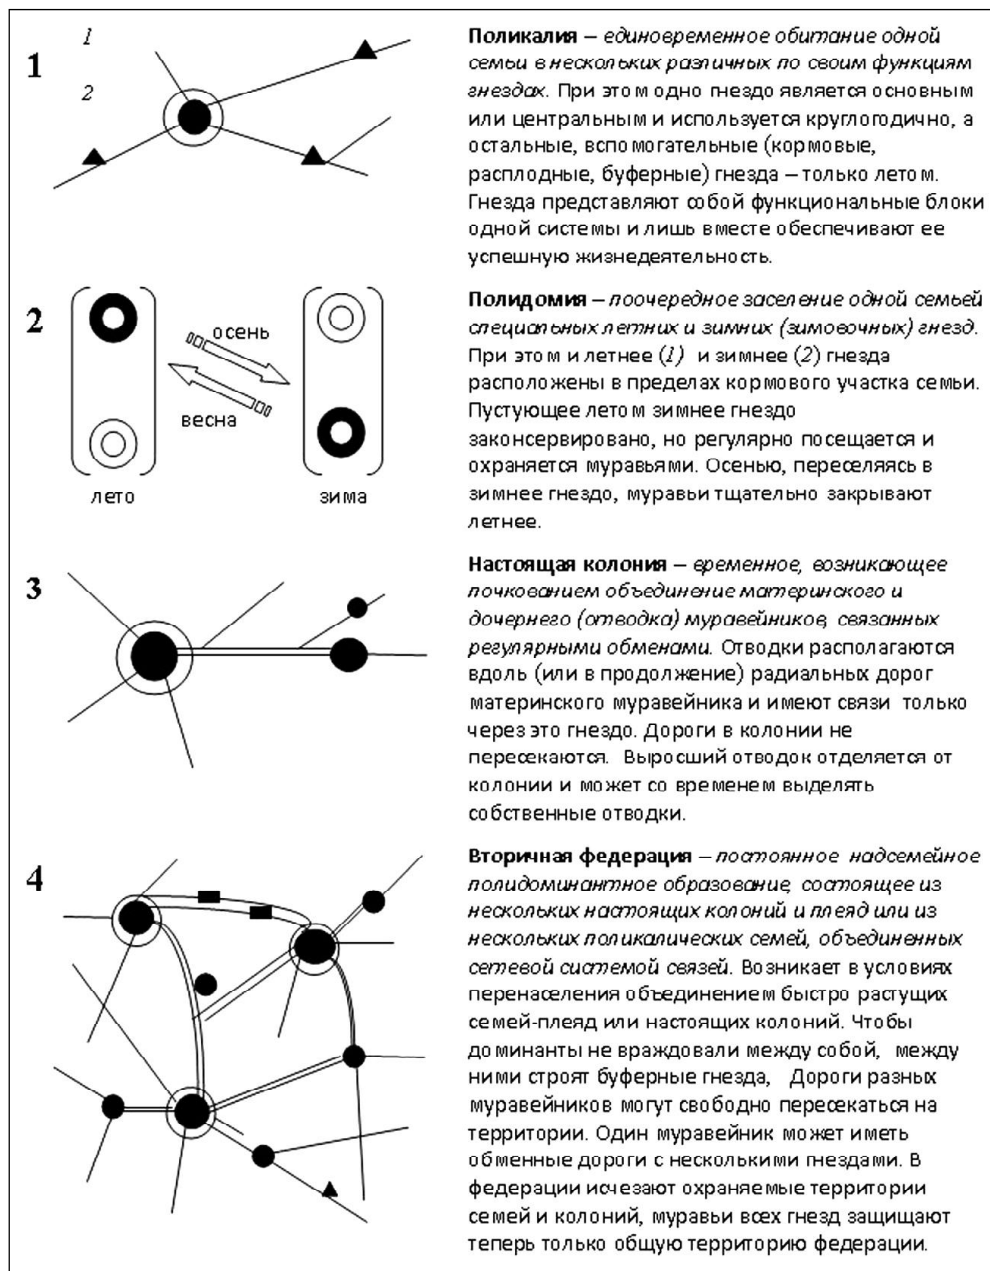 1
1
2
Поликалия – единовременное обитание одной
семьи в нескольких различных по своим функциям
гнездах. При этом одно гнездо является основным
или центральным и используется круглогодично, а
остальные, вспомогательные (кормовые,
расплодные, буферные) гнезда – только летом.
Гнезда представляют собой функциональные блоки
одной системы и лишь вместе обеспечивают ее
успешную жизнедеятельность.
2
осень
весна
лето
зима
Полидомия – поочередное заселение одной семьей
специальных летних и зимних (зимовочных) гнезд.
При этом и летнее (1) и зимнее (2) гнезда
расположены в пределах кормового участка семьи.
Пустующее летом зимнее гнездо
законсервировано, но регулярно посещается и
охраняется муравьями. Осенью, переселяясь в
зимнее гнездо, муравьи тщательно закрывают
летнее.
3
Настоящая колония – временное, возникающее
почкованием объединение материнского и
дочернего (отводка) муравейников, связанных
регулярными обменами. Отводки располагаются
вдоль (или в продолжение) радиальных дорог
материнского муравейника и имеют связи только
через это гнездо. Дороги в колонии не
пересекаются. Выросший отводок отделяется от
колонии и может со временем выделять
собственные отводки.
4
Вторичная федерация – постоянное надсемейное
полидоминантное образование, состоящее из
нескольких настоящих колоний и плеяд или из
нескольких поликалических семей, объединенных
сетевой системой связей. Возникает в условиях
перенаселения объединением быстро растущих
семей-плеяд или настоящих колоний. Чтобы
доминанты не враждовали между собой, между
ними строят буферные гнезда, Дороги разных
муравейников могут свободно пересекаться на
территории. Один муравейник может иметь
обменные дороги с несколькими гнездами. В
федерации исчезают охраняемые территории
семей и колоний, муравьи всех гнезд защищают
теперь только общую территорию федерации.